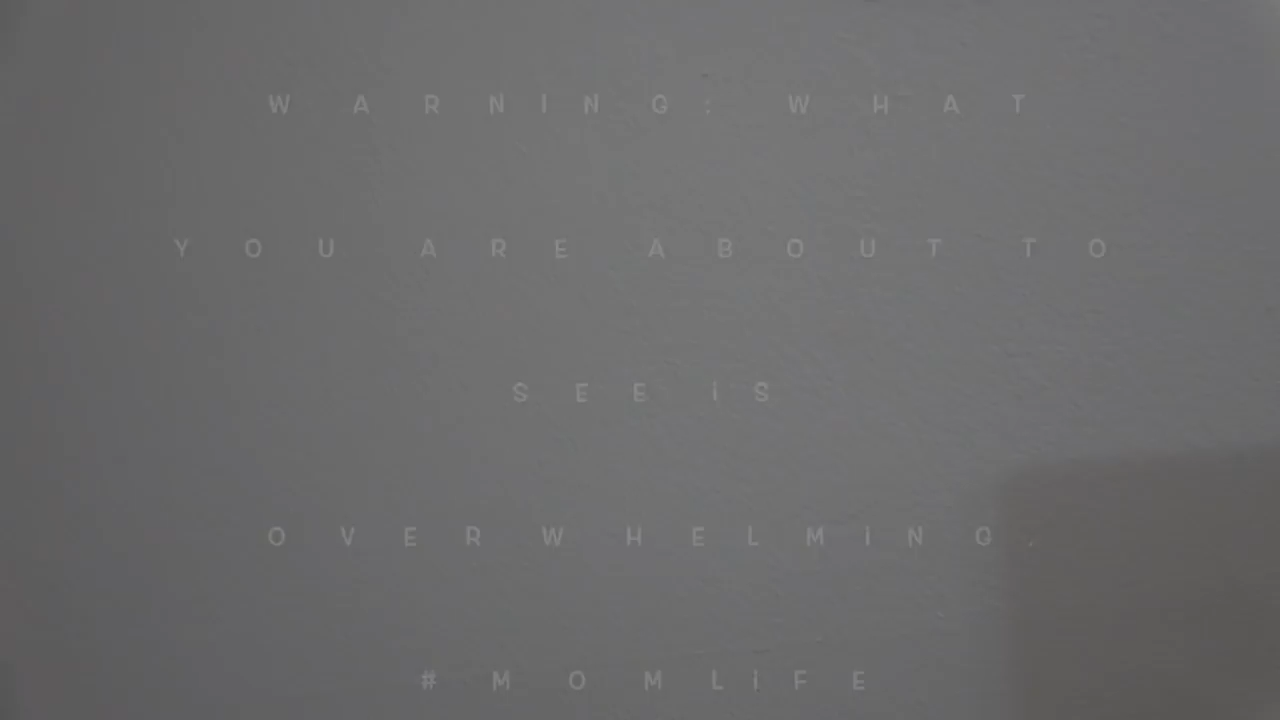 WARNING: WHAT
YOU ARE ABOUT TO
SEE IS
OVERWHELMING.
#MOMLIFE